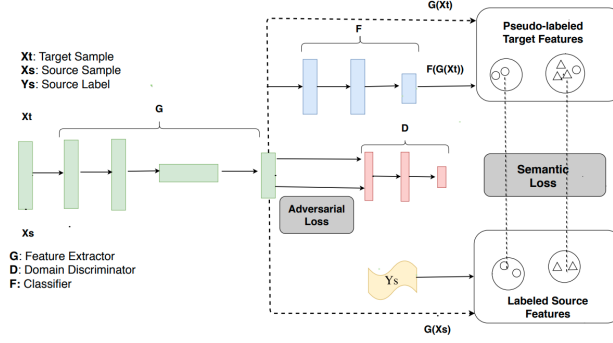 G(Xt)
Pseudo-labeled
Target Features
F
Xt: Target Sample
Xs: Source Sample
Ys: Source Label
F(G(Xt))
Xt
G
D
Semantic
Loss
Adversarial
Loss
Xs
G: Feature Extractor
D: Domain Discriminator
F: Classifier
Ys
Labeled Source
Features
G(Xs)